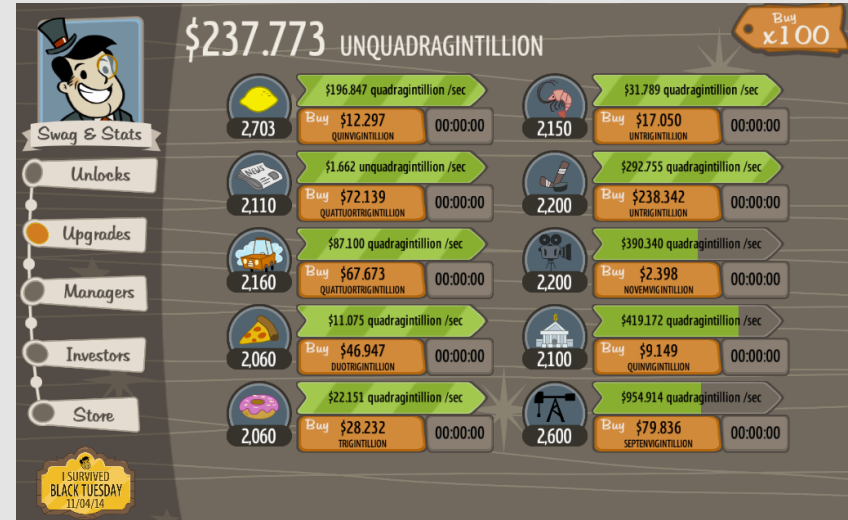 $237.773 UNQUADRAGINTILLION
Buy
x100
Swag & Stats
Unlocks
Upgrades
Managers
Investors
Store
I SURVIVED
BLACK TUESDAY
11/04/14
$196.847 quadragintillion /sec
2,703
Buy $12.297
QUINVIGINTILLION
00:00:00
$31.789 quadragintillion /sec
2,150
Buy $17.050
UNTRIGINTILLION
00:00:00
NEWS
$1.662 unquadragintillion /sec
2,110
Buy $72.139
QUATTUORTRIGINTILLION
00:00:00
$292.755 quadragintillion /sec
2,200
Buy $238.342
UNTRIGINTILLION
00:00:00
$87.100 quadragintillion /sec
2,160
Buy $67.673
QUATTUORTRIGINTILLION
00:00:00
$390.340 quadragintillion /sec
2,200
Buy $2.398
NOVEMVIGINTILLION
00:00:00
$11.075 quadragintillion /sec
2,060
Buy $46.947
DUOTRIGINTILLION
00:00:00
$419.172 quadragintillion /sec
2,100
Buy $9.149
QUINVIGINTILLION
00:00:00
$22.151 quadragintillion /sec
2,060
Buy $28.232
TRIGINTILLION
00:00:00
$954.914 quadragintillion /sec
2,600
Buy $79.836
SEPTENVIGINTILLION
00:00:00